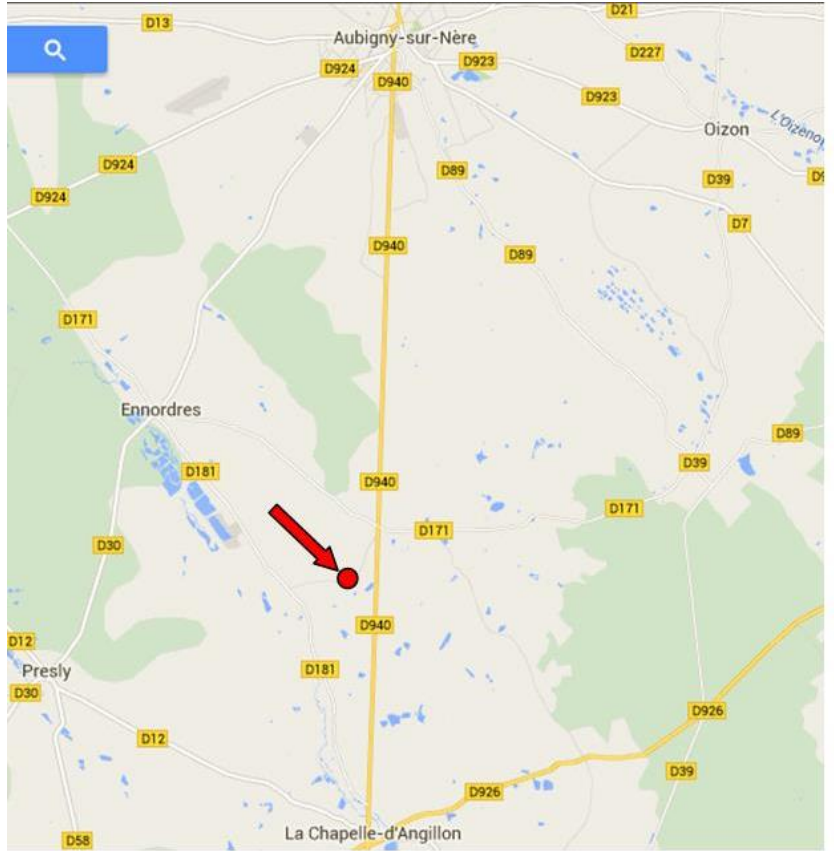 D21
D13
Aubigny-sur-Nère
D227
D923
D924
D940
D923
L'Oizenotte
Oizon
D924
D89
D39
D924
D7
D940
D89
D171
Ennordres
D89
D39
D181
D940
D171
D171
D30
D940
D12
Presly
D181
D30
D926
D12
D39
D926
La Chapelle-d'Angillon
D58